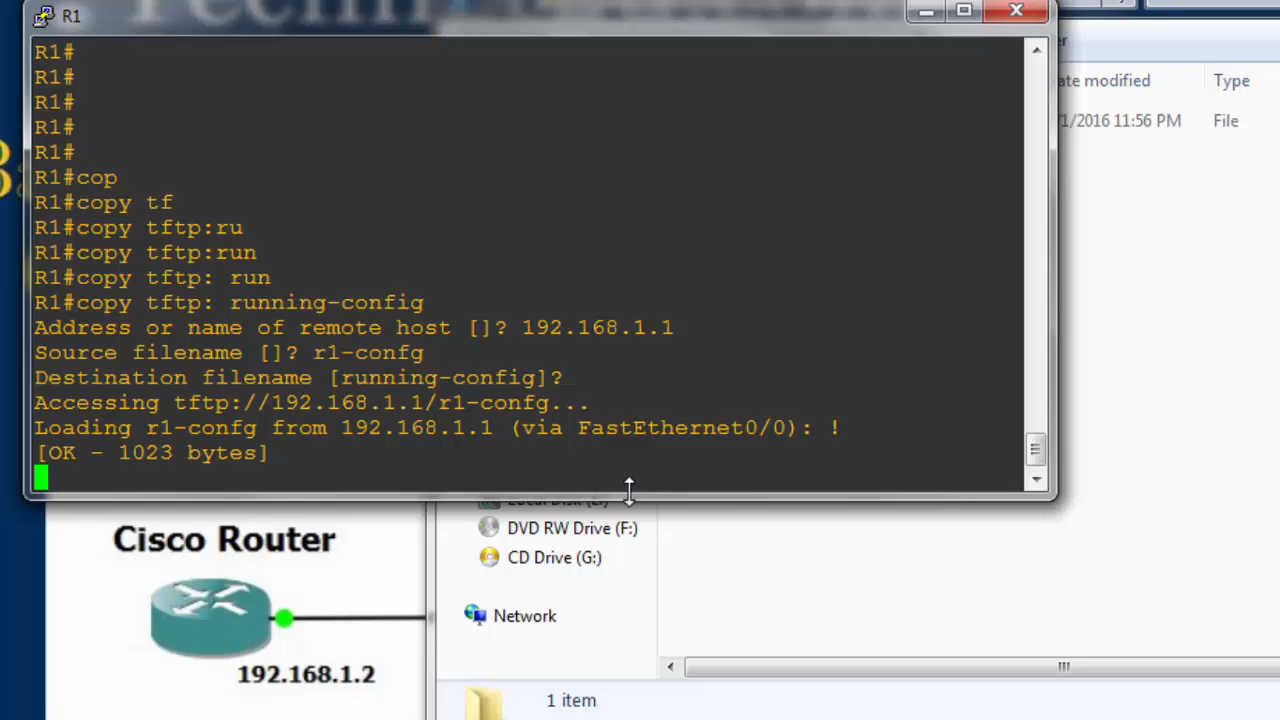 R1
R1#
R1#
R1#
R1#
R1#
R1#cop
R1#copy tf
R1#copy tftp:ru
R1#copy tftp:run
R1#copy tftp: run
R1#copy tftp: running-config
Address or name of remote host []? 192.168.1.1
Source filename []? r1-confg
Destination filename [running-config]?
Accessing tftp://192.168.1.1/r1-confg...
Loading r1-confg from 192.168.1.1 (via FastEthernet0/0): !
[OK - 1023 bytes]
ate modified Type
/1/2016 11:56 PM File
DVD RW Drive (F:)
CD Drive (G:)
Network
1 item
Cisco Router
192.168.1.2